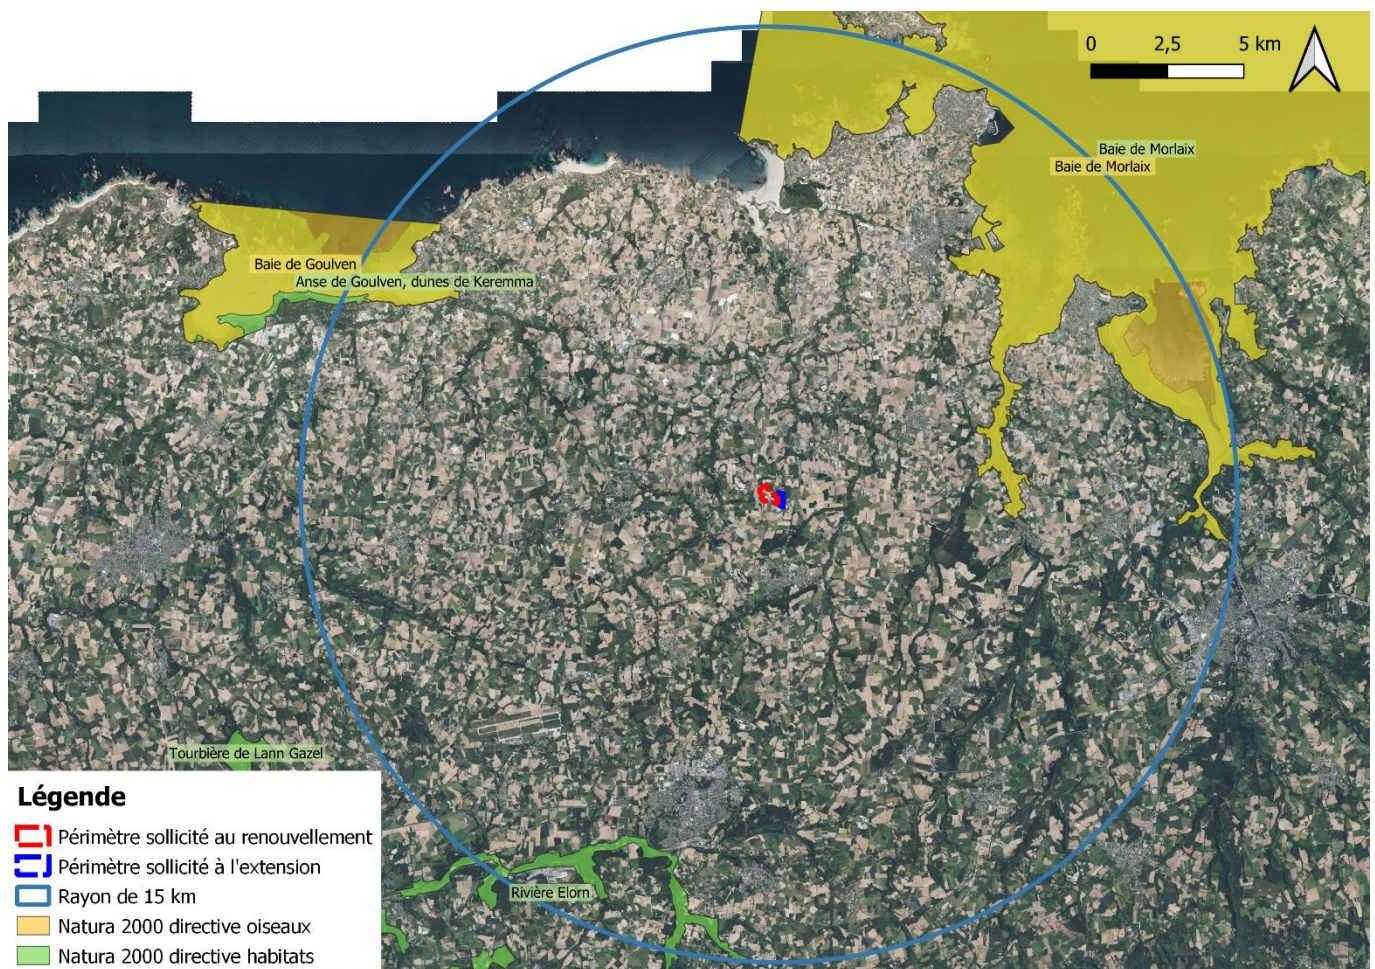 0 2,5 5 km
Baie de Morlaix
Baie de Morlaix
Baie de Goulven
Anse de Goulven, dunes de Keremma
Tourbière de Lann Gazel
Rivière Elorn
Légende
Périmètre sollicité au renouvellement
Périmètre sollicité à l'extension
Rayon de 15 km
Natura 2000 directive oiseaux
Natura 2000 directive habitats